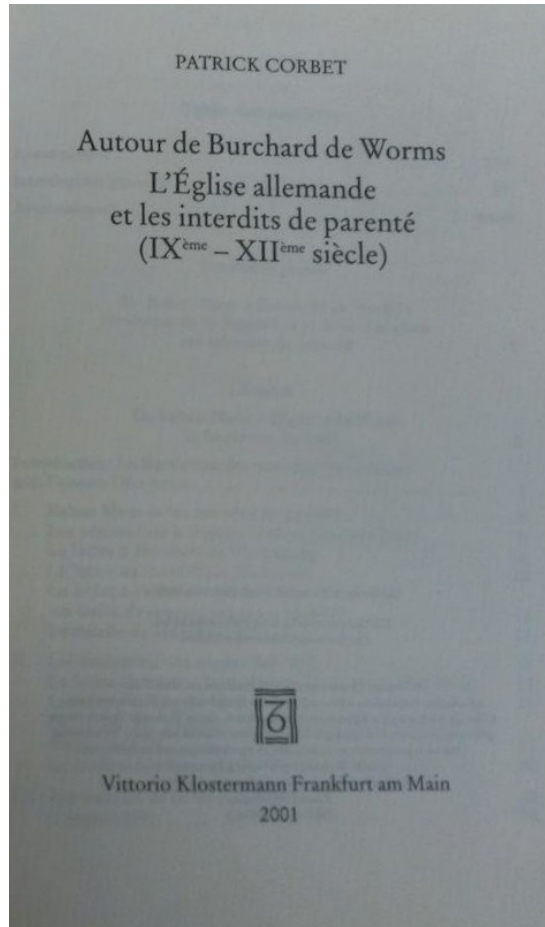 PATRICK CORBET
Autour de Burchard de Worms
L'Église allemande
et les interdits de parenté
(IXème – XIIème siècle)
Vittorio Klostermann Frankfurt am Main
2001